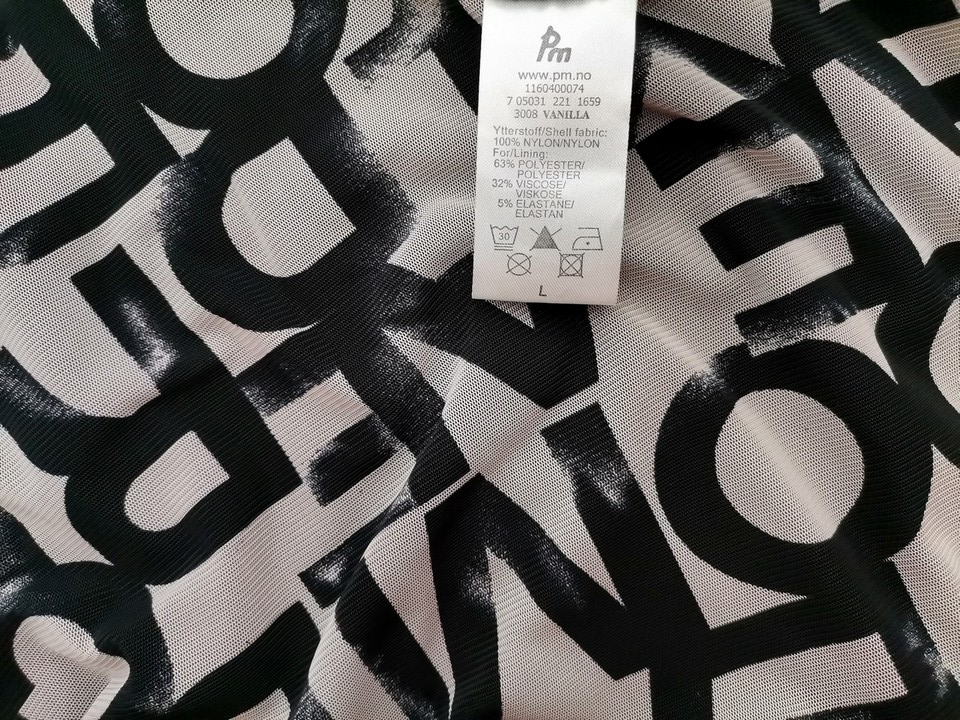 Pm
www.pm.no
1160400074
7 05031 221 1659
3008 VANILLA
Ytterstoff/Shell fabric:
100% NYLON/NYLON
For/Lining:
63% POLYESTER/
POLYESTER
32% VISCOSE/
VISKOSE
5% ELASTANE/
ELASTAN
30
L